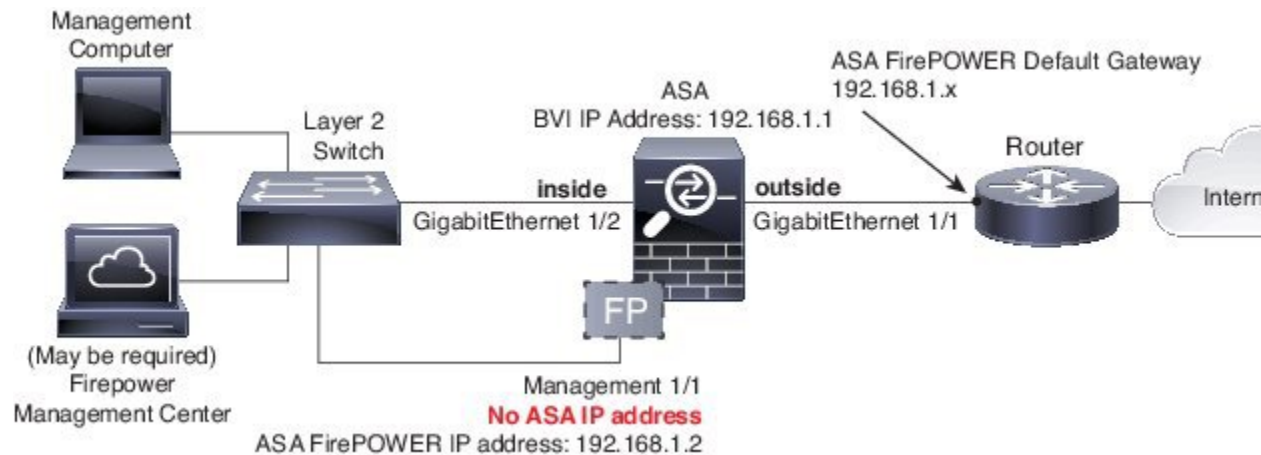 Management
Computer
Layer 2
Switch
ASA
BVI IP Address: 192.168.1.1
ASA FirePOWER Default Gateway
192.168.1.x
Router
inside
GigabitEthernet 1/2
outside
GigabitEthernet 1/1
Intern
FP
(May be required)
Firepower
Management Center
Management 1/1
No ASA IP address
ASA FirePOWER IP address: 192.168.1.2